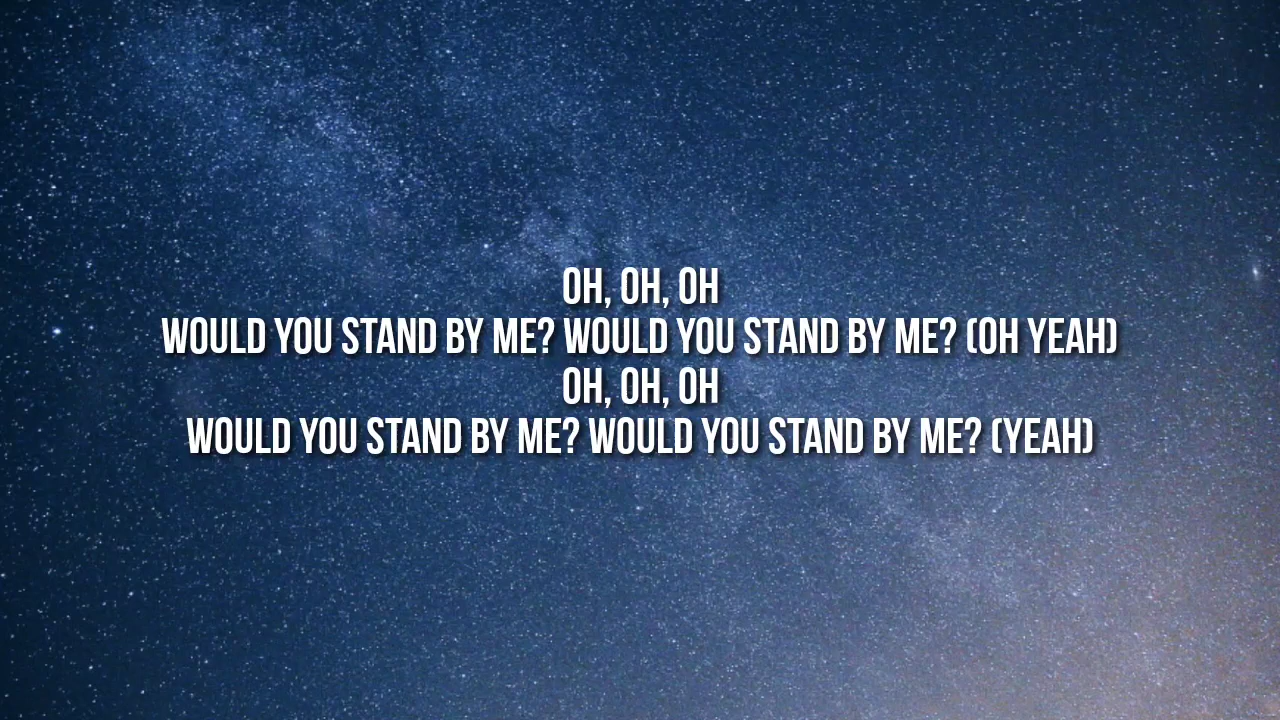 OH, OH, OH
WOULD YOU STAND BY ME? WOULD YOU STAND BY ME? (OH YEAH)
OH, OH, OH
WOULD YOU STAND BY ME? WOULD YOU STAND BY ME? (YEAH)